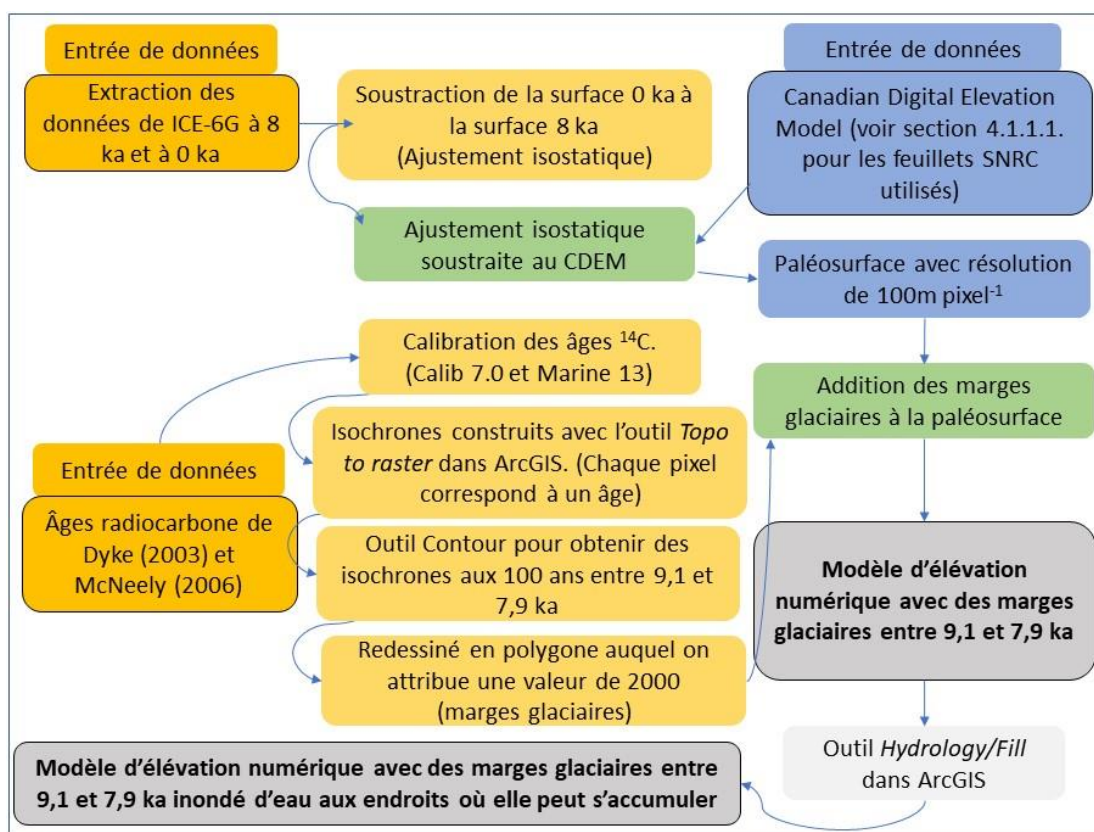 Entrée de données
Extraction des
données de ICE-6G à 8
ka et à 0 ka
Soustraction de la surface 0 ka à
la surface 8 ka
(Ajustement isostatique)
Entrée de données
Canadian Digital Elevation
Model (voir section 4.1.1.1.
pour les feuillets SNRC
utilisés)
Ajustement isostatique
soustraite au CDEM
Paléosurface avec résolution
de 100m pixel⁻¹
Calibration des âges ¹⁴C.
(Calib 7.0 et Marine 13)
Addition des marges
glaciaires à la paléosurface
Isochrones construits avec l’outil Topo
to raster dans ArcGIS. (Chaque pixel
correspond à un âge)
Entrée de données
Âges radiocarbone de
Dyke (2003) et
McNeely (2006)
Outil Contour pour obtenir des
isochrones aux 100 ans entre 9,1 et
7,9 ka
Modèle d’élévation
numérique avec des marges
glaciaires entre 9,1 et 7,9 ka
Redessiné en polygone auquel on
attribue une valeur de 2000
(marges glaciaires)
Outil Hydrology/Fill
dans ArcGIS
Modèle d’élévation numérique avec des marges glaciaires entre
9,1 et 7,9 ka inondé d’eau aux endroits où elle peut s’accumuler